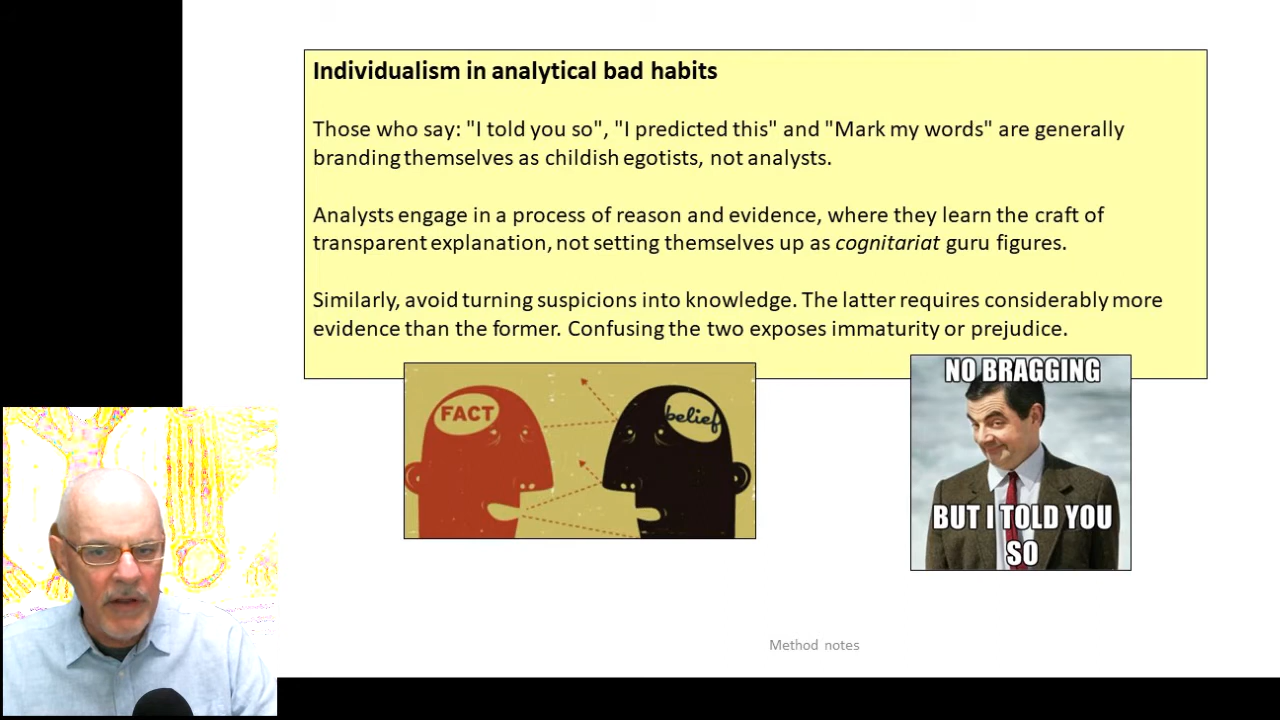 Individualism in analytical bad habits
Those who say: "I told you so", "I predicted this" and "Mark my words" are generally
branding themselves as childish egotists, not analysts.
Analysts engage in a process of reason and evidence, where they learn the craft of
transparent explanation, not setting themselves up as cognitariat guru figures.
Similarly, avoid turning suspicions into knowledge. The latter requires considerably more
evidence than the former. Confusing the two exposes immaturity or prejudice.
FACT
belief
NO BRAGGING
BUT I TOLD YOU
SO
Method notes